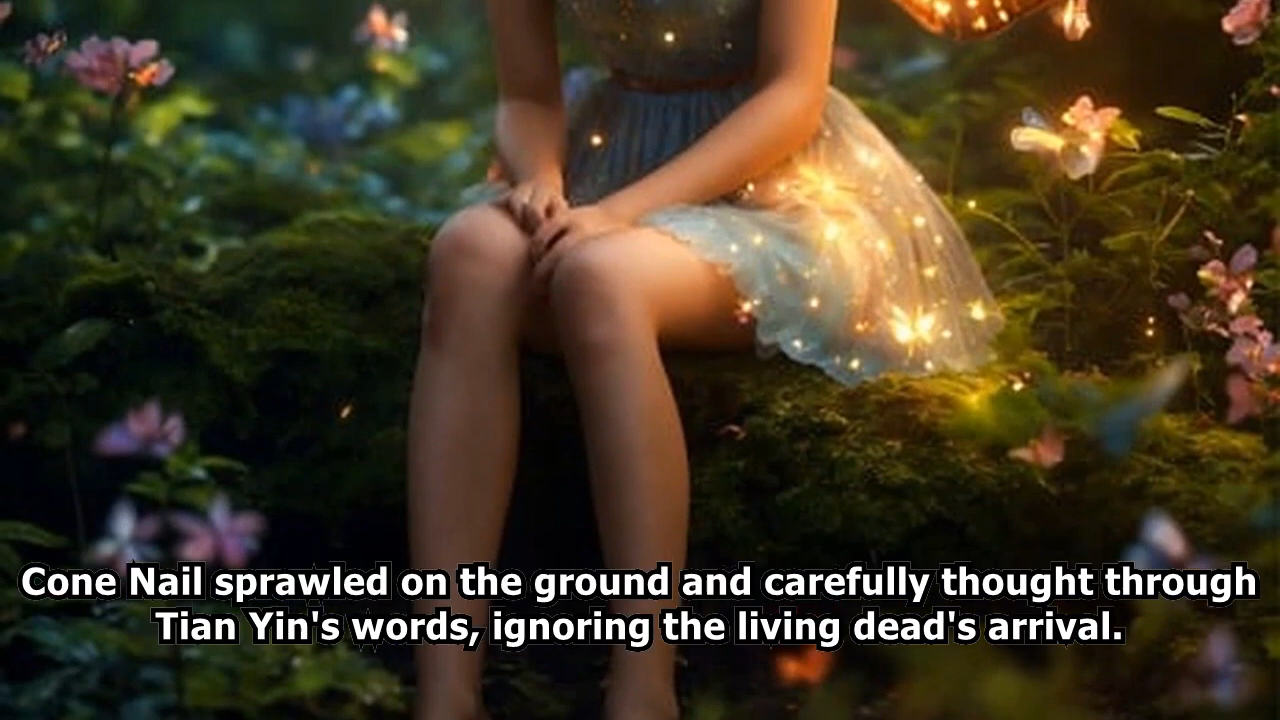 Cone Nail sprawled on the ground and carefully thought through
Tian Yin's words, ignoring the living dead's arrival.